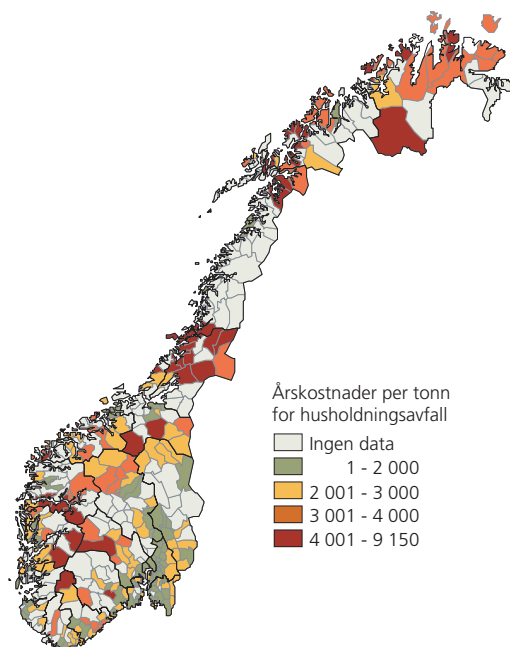 Årskostnader per tonn
for husholdningsavfall
Ingen data
1 - 2 000
2 001 - 3 000
3 001 - 4 000
4 001 - 9 150